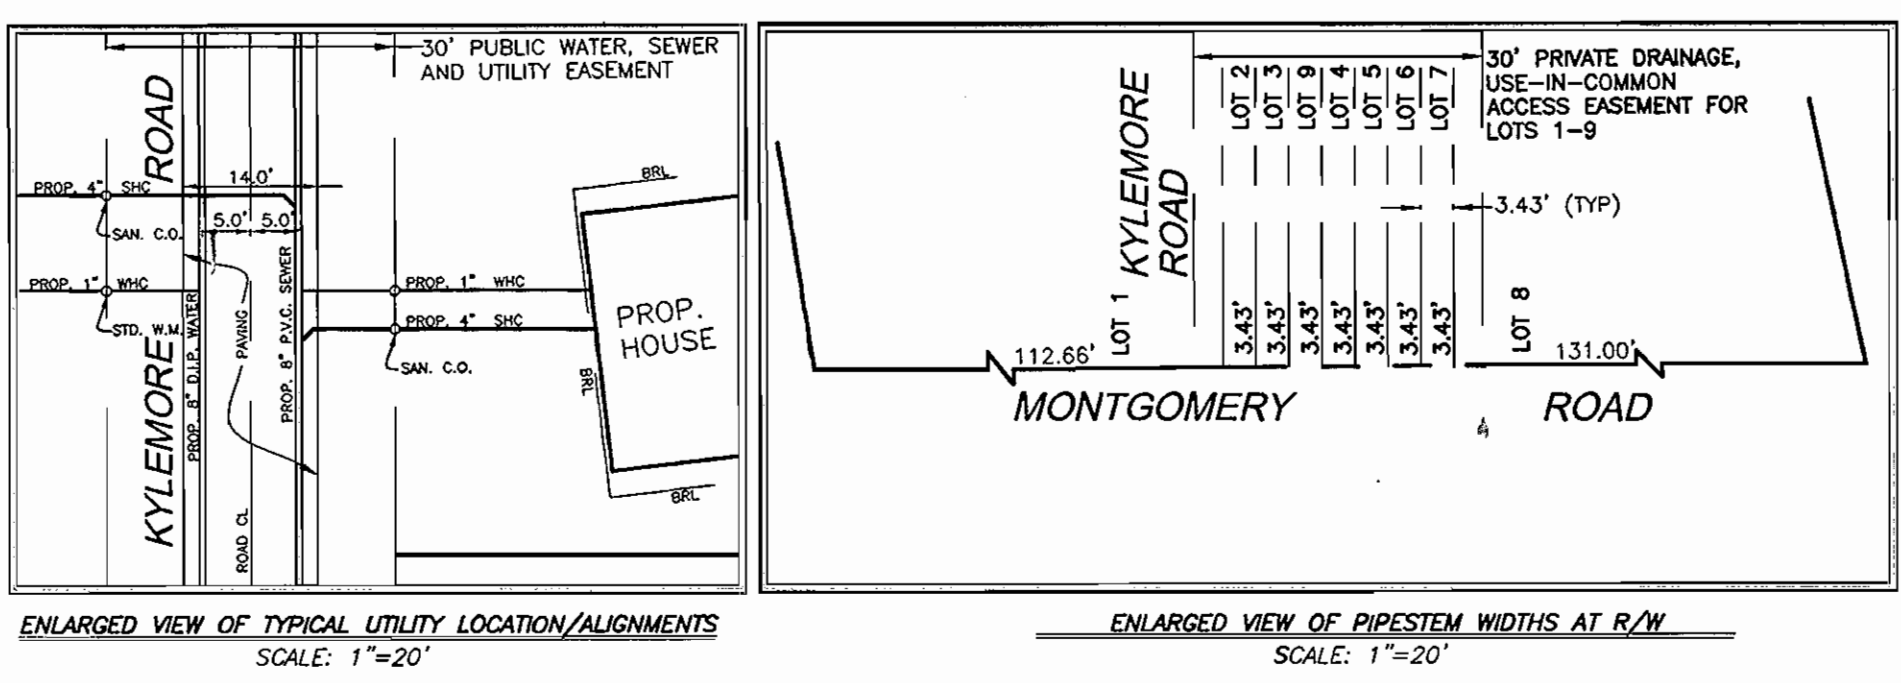 30' PUBLIC WATER, SEWER
AND UTILITY EASEMENT
KYLEMORE ROAD
BRL
PROP. 4" SHC
14.0'
5.0' 5.0'
SAN. C.O.
PROP. 1" WHC
STD. W.M.
PROP. 8" D.I.P. WATER
PAVING
ROAD CL
PROP. 8" P.V.C. SEWER
PROP. 1" WHC
PROP. 4" SHC
SAN. C.O.
PROP.
HOUSE
BRL
BRL
ENLARGED VIEW OF TYPICAL UTILITY LOCATION/ALIGNMENTS
SCALE: 1"=20'
30' PRIVATE DRAINAGE,
USE-IN-COMMON
ACCESS EASEMENT FOR
LOTS 1-9
KYLEMORE
ROAD
LOT 2
LOT 3
LOT 9
LOT 4
LOT 5
LOT 6
LOT 7
3.43' (TYP)
LOT 1
3.43'
3.43'
3.43'
3.43'
3.43'
3.43'
3.43'
LOT 8
112.66'
131.00'
MONTGOMERY ROAD
ENLARGED VIEW OF PIPESTEM WIDTHS AT R/W
SCALE: 1"=20'